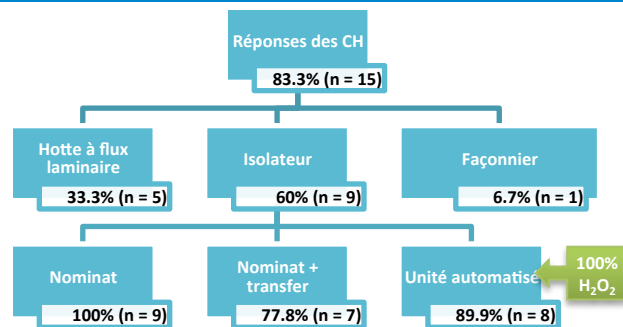 Réponses des CH
83.3% (n = 15)
Hotte à flux
laminaire
33.3% (n = 5)
Isolateur
60% (n = 9)
Façonnier
6.7% (n = 1)
Nominat
100% (n = 9)
Nominat +
transfer
77.8% (n = 7)
Unité automatisé
89.9% (n = 8)
100%
H₂O₂